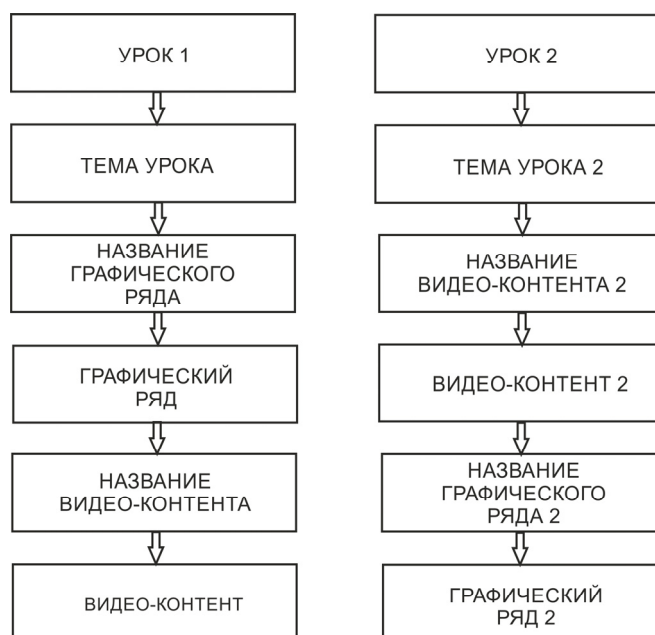 УРОК 1
ТЕМА УРОКА
НАЗВАНИЕ
ГРАФИЧЕСКОГО
РЯДА
ГРАФИЧЕСКИЙ
РЯД
НАЗВАНИЕ
ВИДЕО-КОНТЕНТА
ВИДЕО-КОНТЕНТ
УРОК 2
ТЕМА УРОКА 2
НАЗВАНИЕ
ВИДЕО-КОНТЕНТА 2
ВИДЕО-КОНТЕНТ 2
НАЗВАНИЕ
ГРАФИЧЕСКОГО
РЯДА 2
ГРАФИЧЕСКИЙ
РЯД 2